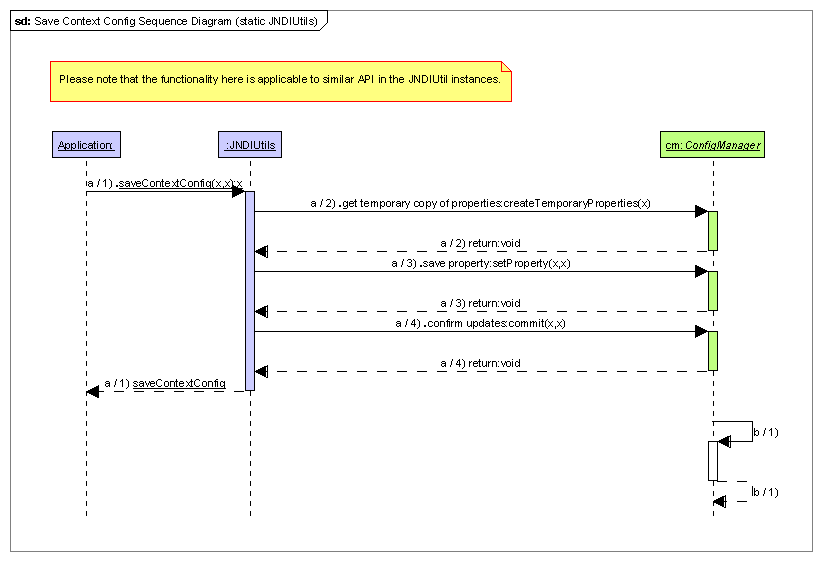 sd: Save Context Config Sequence Diagram (static JNDIUtils)
Please note that the functionality here is applicable to similar API in the JNDIUtil instances.
Application:
:JNDIUtils
cm: ConfigManager
a / 1) .saveContextConfig(x,x):x
a / 2) .get temporary copy of properties:createTemporaryProperties(x)
a / 2) return:void
a / 3) .save property:setProperty(x,x)
a / 3) return:void
a / 4) .confirm updates:commit(x,x)
a / 4) return:void
a / 1) saveContextConfig
b / 1)
b / 1)